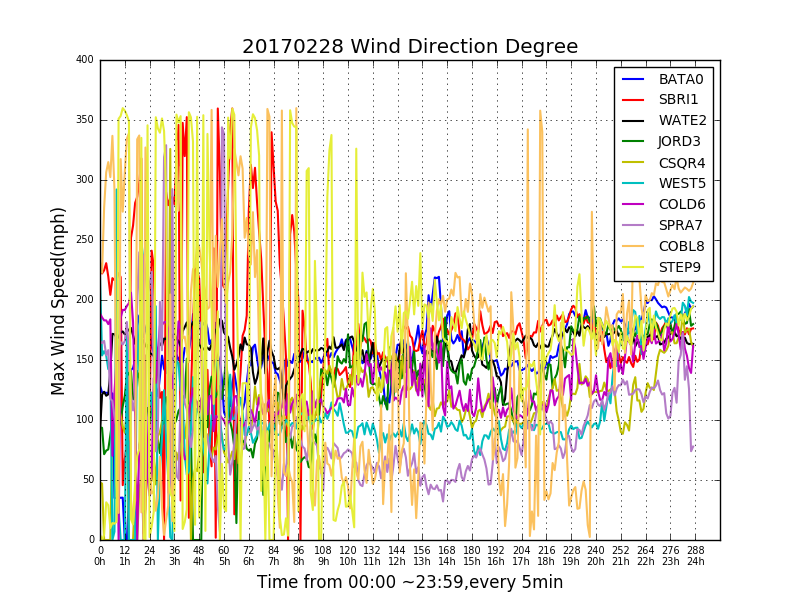 20170228 Wind Direction Degree
400
350
300
250
200
150
100
50
0
Max Wind Speed(mph)
BATA0
SBRI1
WATE2
JORD3
CSQR4
WEST5
COLD6
SPRA7
COBL8
STEP9
0 12 24 36 48 60 72 84 96 108 120 132 144 156 168 180 192 204 216 228 240 252 264 276 288
0h 1h 2h 3h 4h 5h 6h 7h 8h 9h 10h 11h 12h 13h 14h 15h 16h 17h 18h 19h 20h 21h 22h 23h 24h
Time from 00:00 ~23:59,every 5min